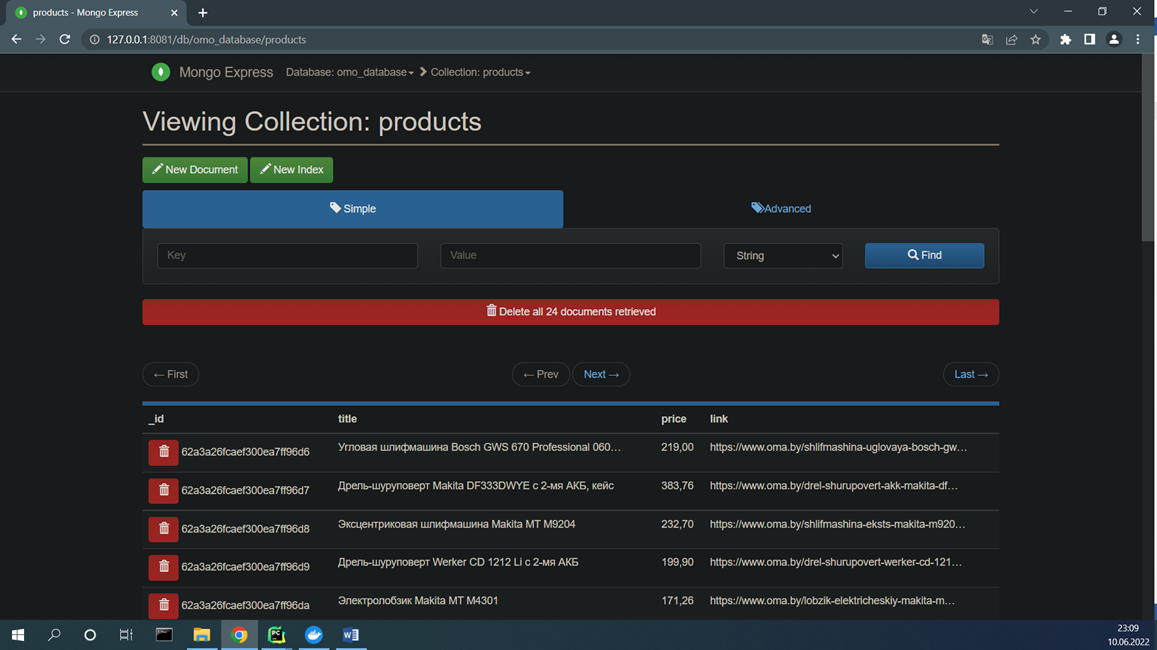 products - Mongo Express
127.0.0.1:8081/db/omo_database/products
Mongo Express Database: omo_database Collection: products
Viewing Collection: products
New Document New Index
Simple Advanced
Key Value String Find
Delete all 24 documents retrieved
← First ← Prev Next → Last →
_id title price link
62a3a26fcaef300ea7ff96d6 Угловая шлифмашина Bosch GWS 670 Professional 060... 219,00 https://www.oma.by/shlifmashina-uglovaya-bosch-gw...
62a3a26fcaef300ea7ff96d7 Дрель-шуруповерт Makita DF333DWYE с 2-мя АКБ, кейс 383,76 https://www.oma.by/drel-shurupovert-akk-makita-df...
62a3a26fcaef300ea7ff96d8 Эксцентриковая шлифмашина Makita MT M9204 232,70 https://www.oma.by/shlifmashina-eksts-makita-m920...
62a3a26fcaef300ea7ff96d9 Дрель-шуруповерт Werker CD 1212 Li с 2-мя АКБ 199,90 https://www.oma.by/drel-shurupovert-werker-cd-121...
62a3a26fcaef300ea7ff96da Электролобзик Makita MT M4301 171,26 https://www.oma.by/lobzik-elektricheskiy-makita-m...
23:09
10.06.2022